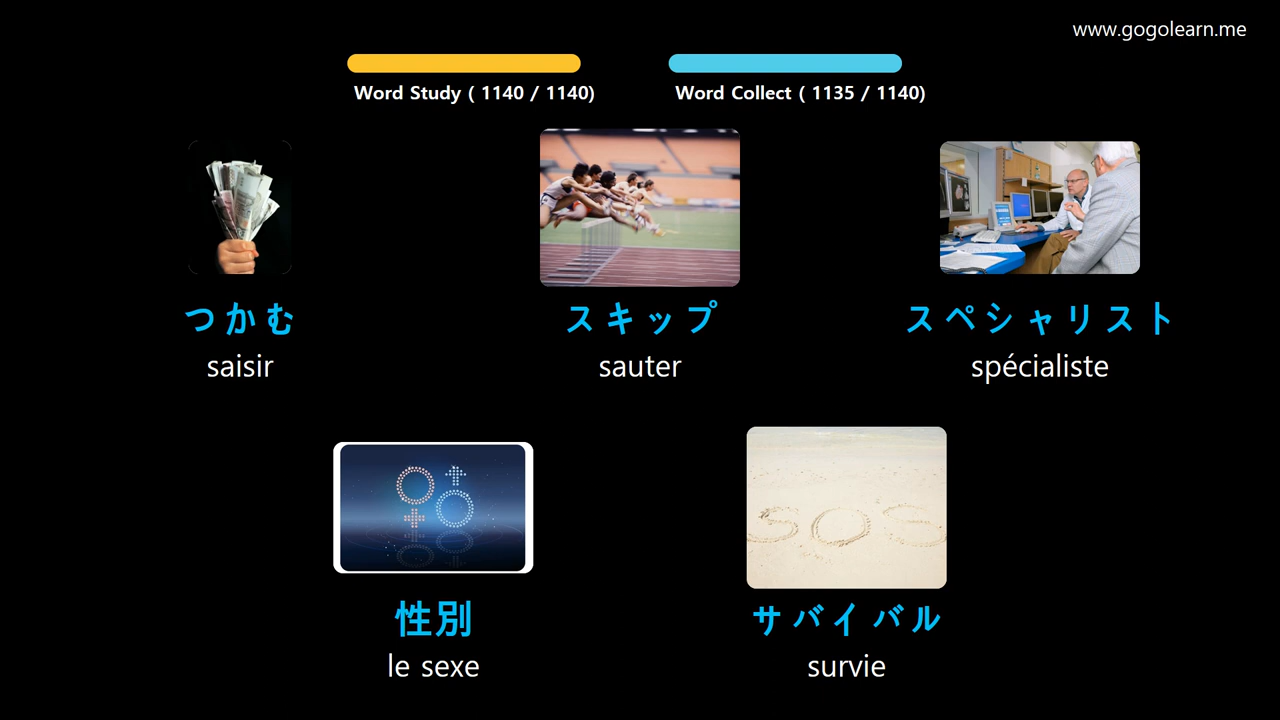 www.gogolearn.me
Word Study ( 1140 / 1140)
Word Collect ( 1135 / 1140)
つかむ
スキップ
スペシャリスト
saisir
sauter
spécialiste
SOS
性別
サバイバル
le sexe
survie